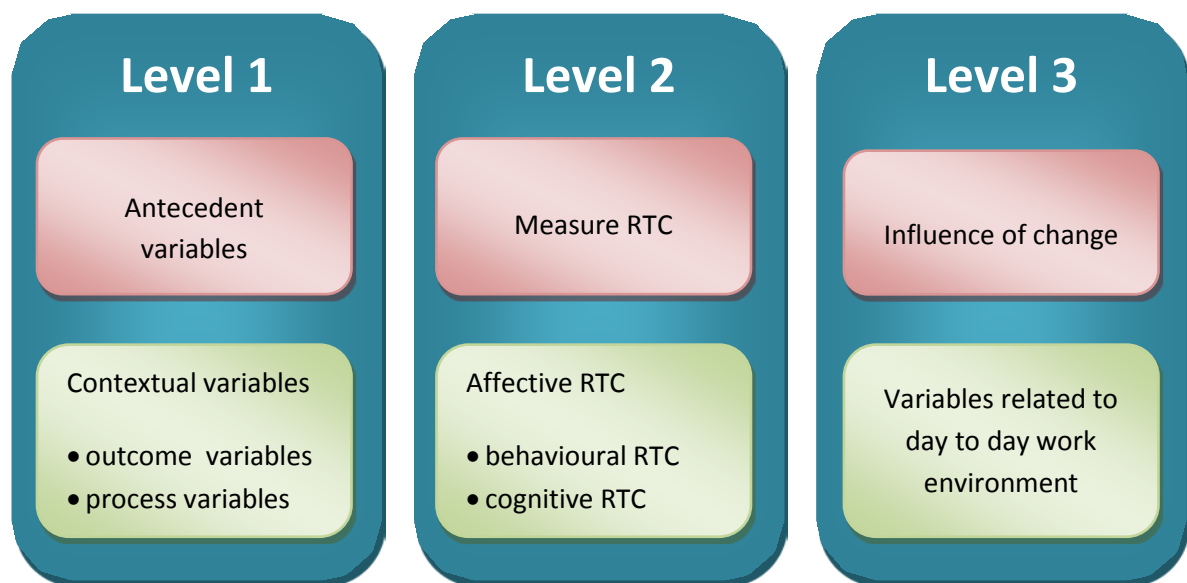 Level 1
Antecedent
variables
Contextual variables
• outcome variables
• process variables
Level 2
Measure RTC
Affective RTC
• behavioural RTC
• cognitive RTC
Level 3
Influence of change
Variables related to
day to day work
environment